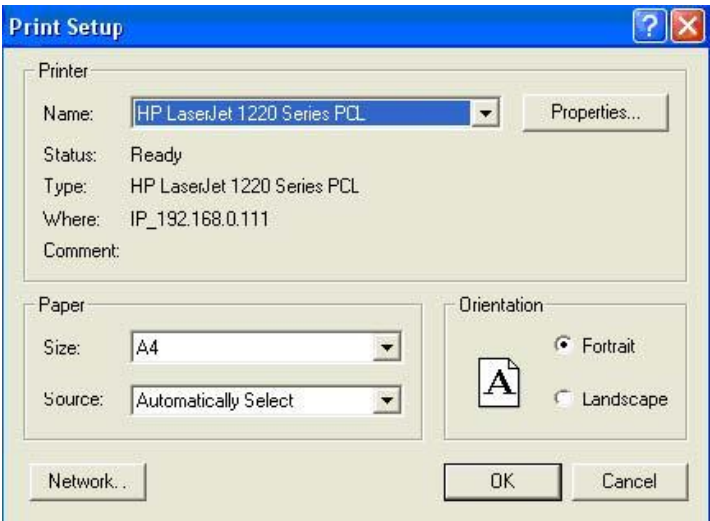 Print Setup
Printer
Name: HP LaserJet 1220 Series PCL Properties...
Status: Ready
Type: HP LaserJet 1220 Series PCL
Where: IP_192.168.0.111
Comment:
Paper
Size: A4
Source: Automatically Select
Orientation
A
Fortrait
Landscape
Network. .
OK Cancel